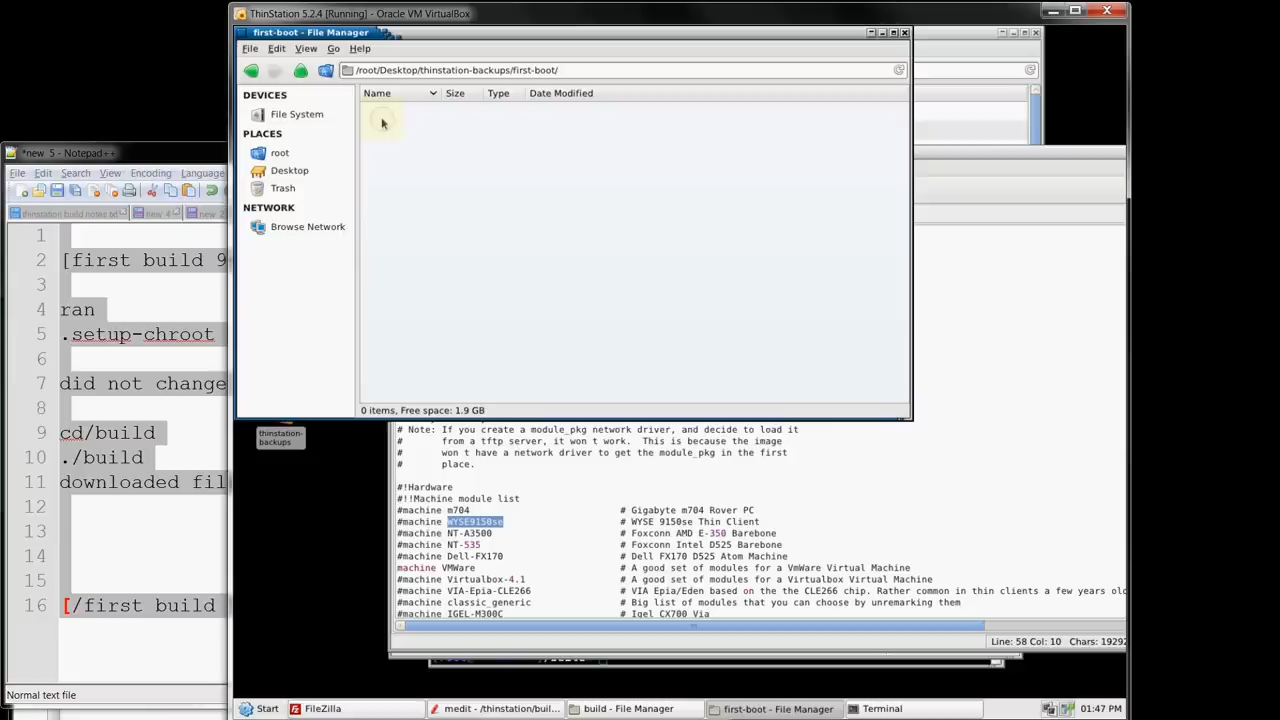 ThinStation 5.2.4 [Running] - Oracle VM VirtualBox
first-boot - File Manager
File Edit View Go Help
/root/Desktop/thinstation-backups/first-boot/
DEVICES
File System
PLACES
root
Desktop
Trash
NETWORK
Browse Network
Name Size Type Date Modified
0 items, Free space: 1.9 GB
*new 5 - Notepad++
File Edit Search View Encoding Language
thinstation build notes.txt new 4 new 2
1
2 [first build 9
3
4 ran
5 .setup-chroot
6
7 did not change
8
9 cd/build
10 ./build
11 downloaded fil
12
13
14
15
16 [/first build
Normal text file
thinstation-
backups
# Note: If you create a module_pkg network driver, and decide to load it
# from a tftp server, it won t work. This is because the image
# won t have a network driver to get the module_pkg in the first
# place.
#!Hardware
#!!Machine module list
#machine m704 # Gigabyte m704 Rover PC
#machine WYSE9150se # WYSE 9150se Thin Client
#machine NT-A3500 # Foxconn AMD E-350 Barebone
#machine NT-535 # Foxconn Intel D525 Barebone
#machine Dell-FX170 # Dell FX170 D525 Atom Machine
machine VMWare # A good set of modules for a VmWare Virtual Machine
#machine Virtualbox-4.1 # A good set of modules for a Virtualbox Virtual Machine
#machine VIA-Epia-CLE266 # VIA Epia/Eden based on the the CLE266 chip. Rather common in thin clients a few years old
#machine classic_generic # Big list of modules that you can choose by unremarking them
#machine IGEL-M300C # Igel CX700 Via
Line: 58 Col: 10 Chars: 19292
Start FileZilla medit - /thinstation/buil... build - File Manager first-boot - File Manager Terminal 01:47 PM